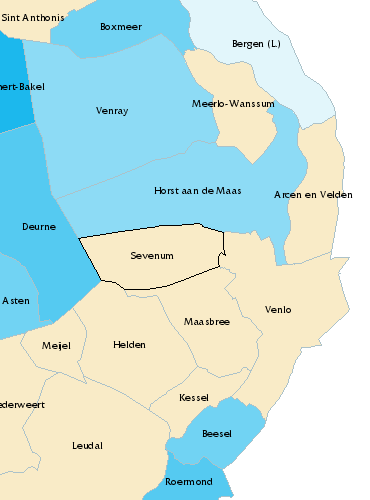 Sint Anthonis
Boxmeer
Bergen (L.)
mert-Bakel
Meerlo-Wanssum
Venray
Horst aan de Maas
Arcen en Velden
Deurne
Sevenum
Asten
Venlo
Maasbree
Meijel
Helden
Kessel
ederweert
Beesel
Leudal
Roermond